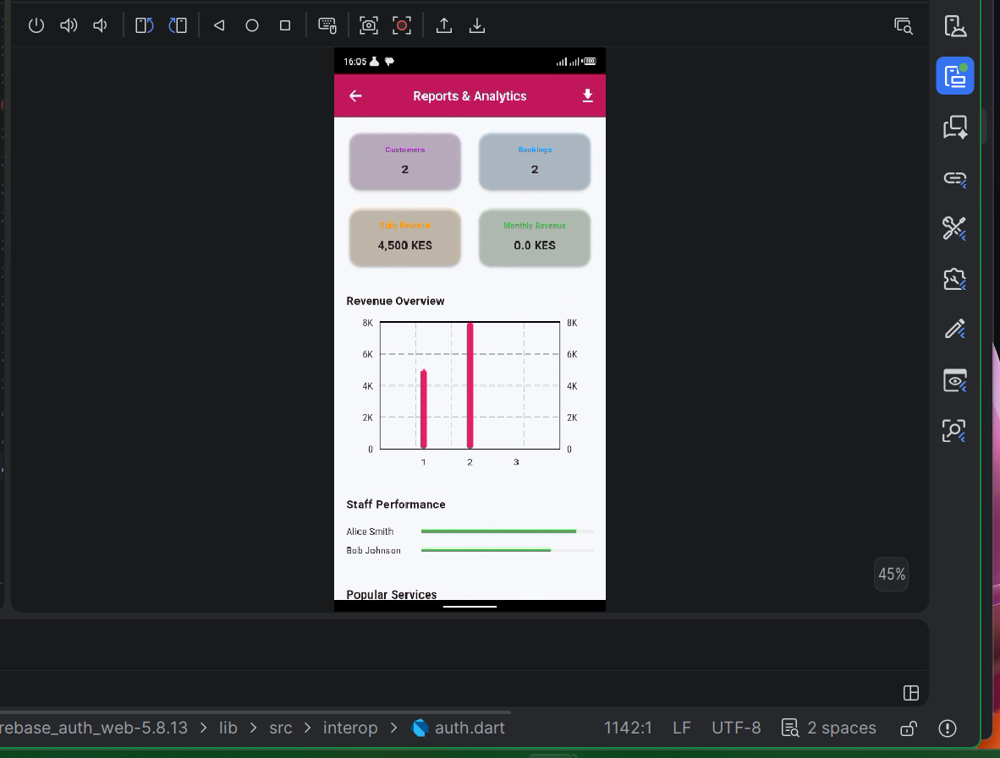 16:05
100
Reports & Analytics
Customers
2
Bookings
2
Daily Revenue
4,500 KES
Monthly Revenue
0.0 KES
Revenue Overview
8K 8K
6K 6K
4K 4K
2K 2K
0 0
1 2 3
Staff Performance
Alice Smith
Bob Johnson
Popular Services
45%
rebase_auth_web-5.8.13 > lib > src > interop > auth.dart 1142:1 LF UTF-8 2 spaces